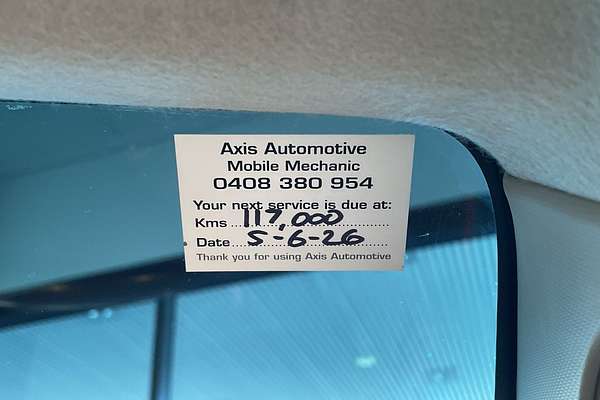 Axis Automotive
Mobile Mechanic
0408 380 954
Your next service is due at:
Kms 117,000
Date 5-6-26
Thank you for using Axis Automotive